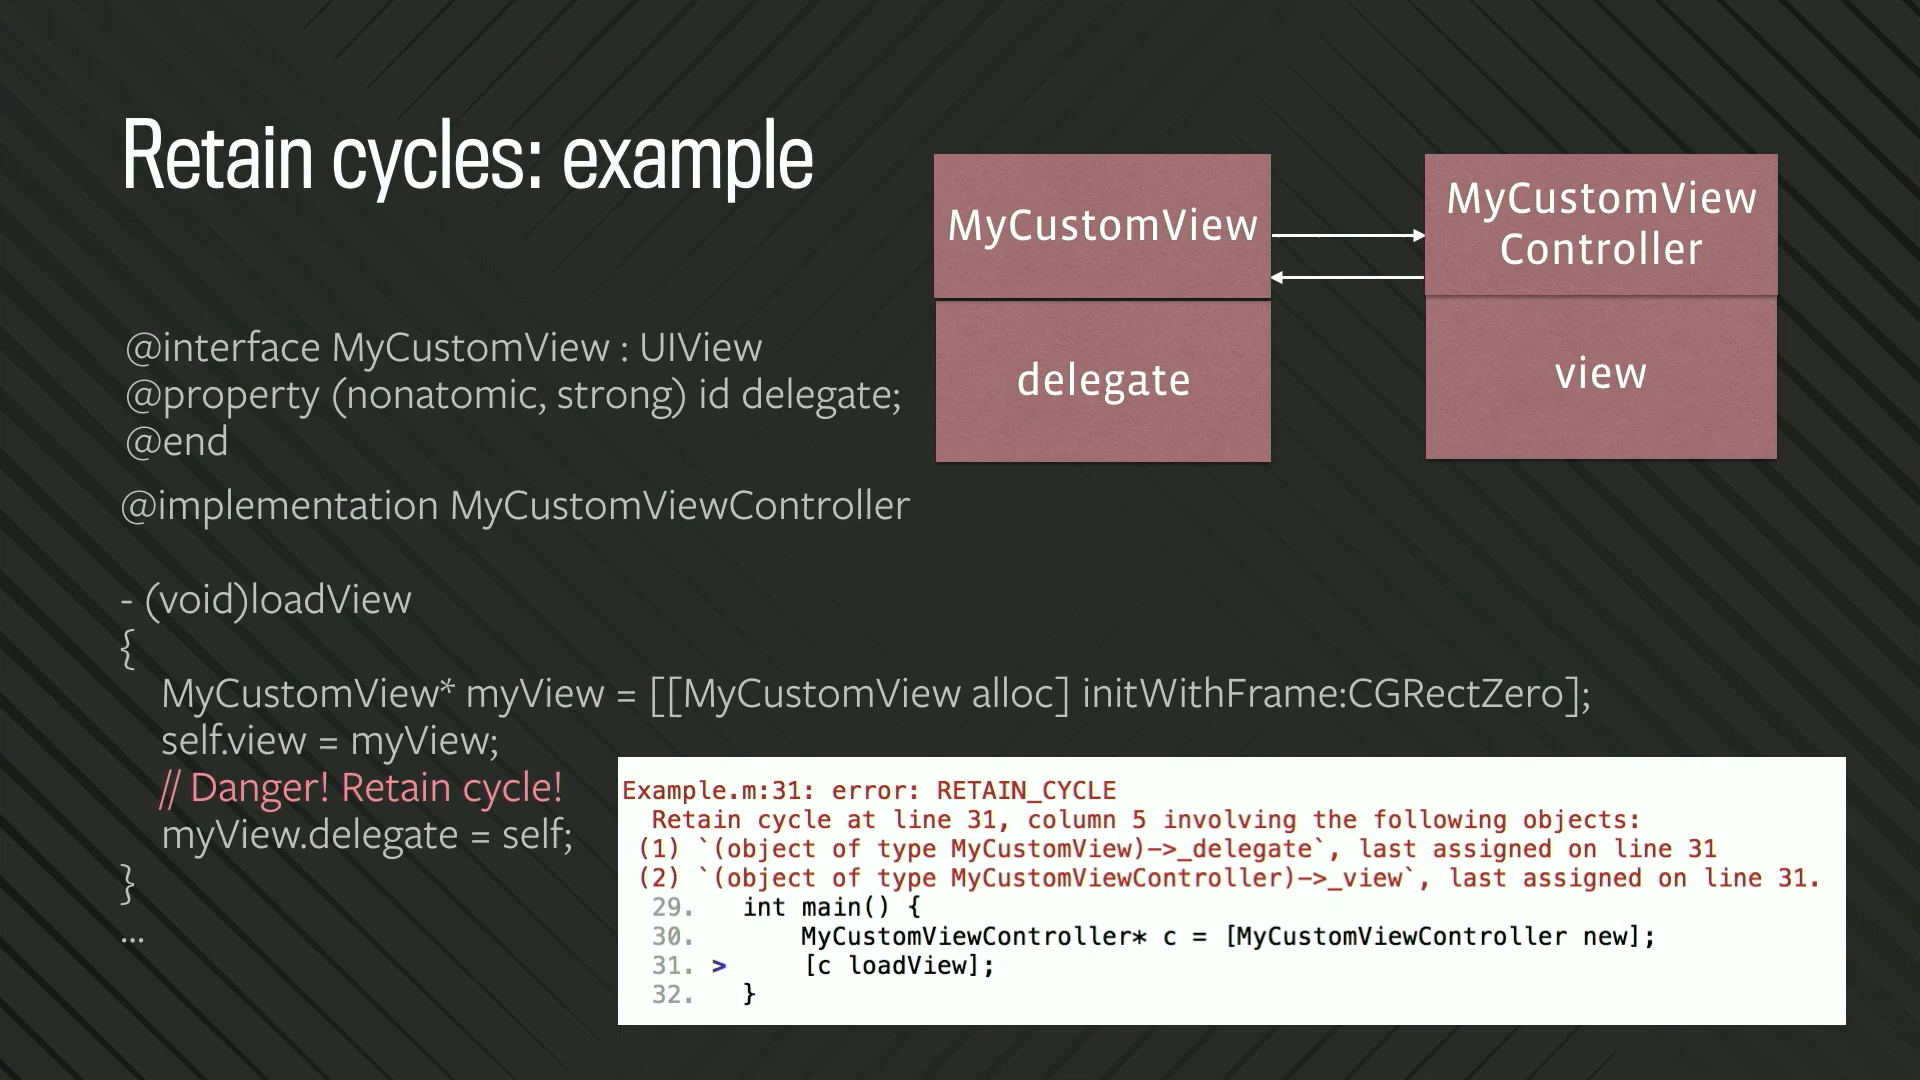 Retain cycles: example
MyCustomView
MyCustomView
Controller
delegate
view
@interface MyCustomView : UIView
@property (nonatomic, strong) id delegate;
@end
@implementation MyCustomViewController
- (void)loadView
{
MyCustomView* myView = [[MyCustomView alloc] initWithFrame:CGRectZero];
self.view = myView;
// Danger! Retain cycle!
myView.delegate = self;
}
...
Example.m:31: error: RETAIN_CYCLE
Retain cycle at line 31, column 5 involving the following objects:
(1) `(object of type MyCustomView)->_delegate`, last assigned on line 31
(2) `(object of type MyCustomViewController)->_view`, last assigned on line 31.
29. int main() {
30. MyCustomViewController* c = [MyCustomViewController new];
31. > [c loadView];
32. }